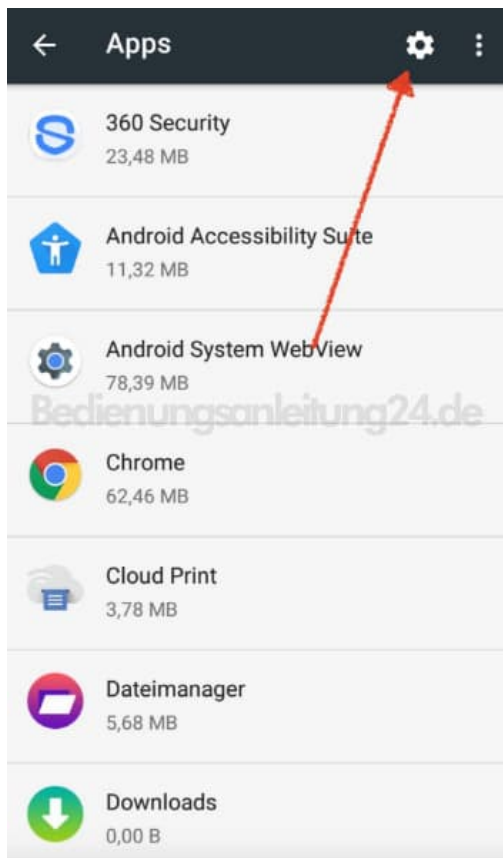 Apps
360 Security
23,48 MB
Android Accessibility Suite
11,32 MB
Android System WebView
78,39 MB
Bedienungsanleitung24.de
Chrome
62,46 MB
Cloud Print
3,78 MB
Dateimanager
5,68 MB
Downloads
0,00 B